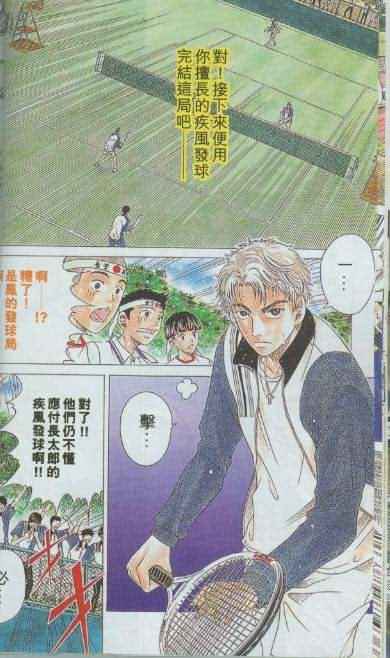 對！接下來便用
你擅長的疾風發球
完結這局吧——
一…
啊——!?
糟了！
是鳳的發球局
擊…
對了!!
他們仍不懂
應付長太郎的
疾風發球啊!!
必…